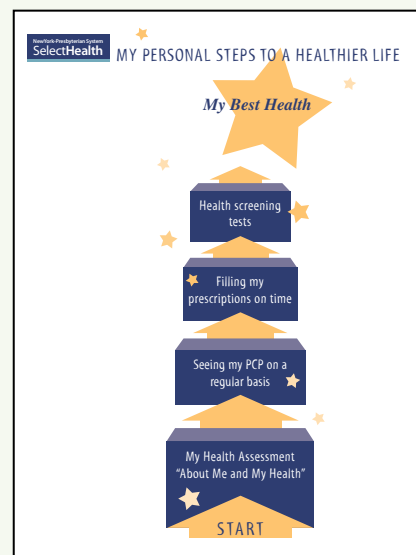 NewYork-Presbyterian System
SelectHealth
MY PERSONAL STEPS TO A HEALTHIER LIFE
My Best Health
Health screening
tests
Filling my
prescriptions on time
Seeing my PCP on a
regular basis
My Health Assessment
“About Me and My Health”
START